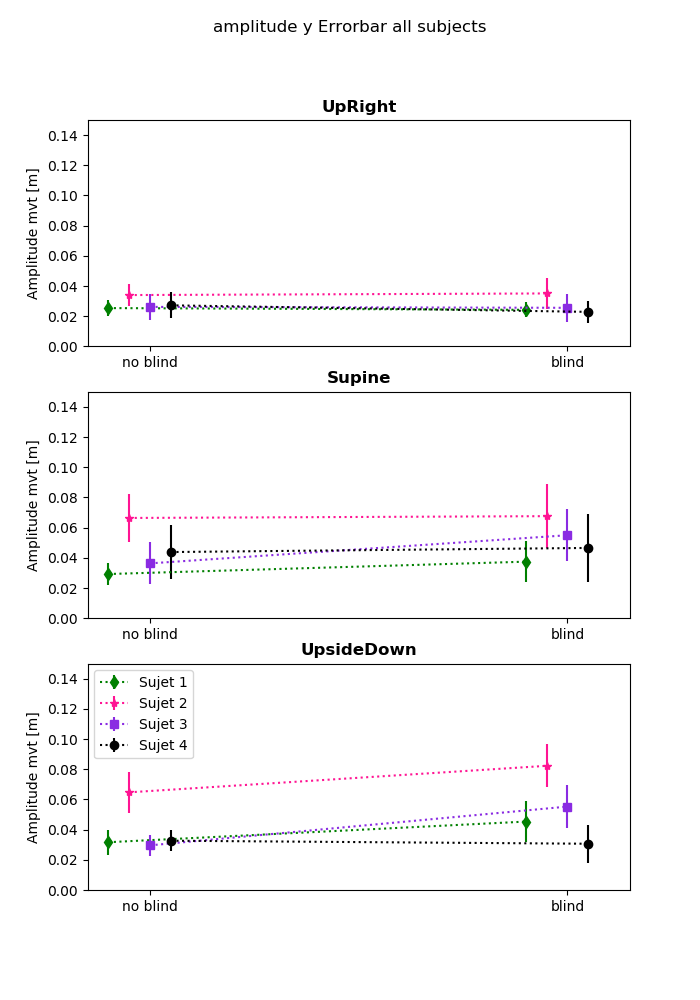 amplitude y Errorbar all subjects
UpRight
0.14
0.12
0.10
0.08
0.06
0.04
0.02
0.00
Amplitude mvt [m]
no blind
blind
Supine
0.14
0.12
0.10
0.08
0.06
0.04
0.02
0.00
Amplitude mvt [m]
no blind
blind
UpsideDown
0.14
0.12
0.10
0.08
0.06
0.04
0.02
0.00
Amplitude mvt [m]
Sujet 1
Sujet 2
Sujet 3
Sujet 4
no blind
blind